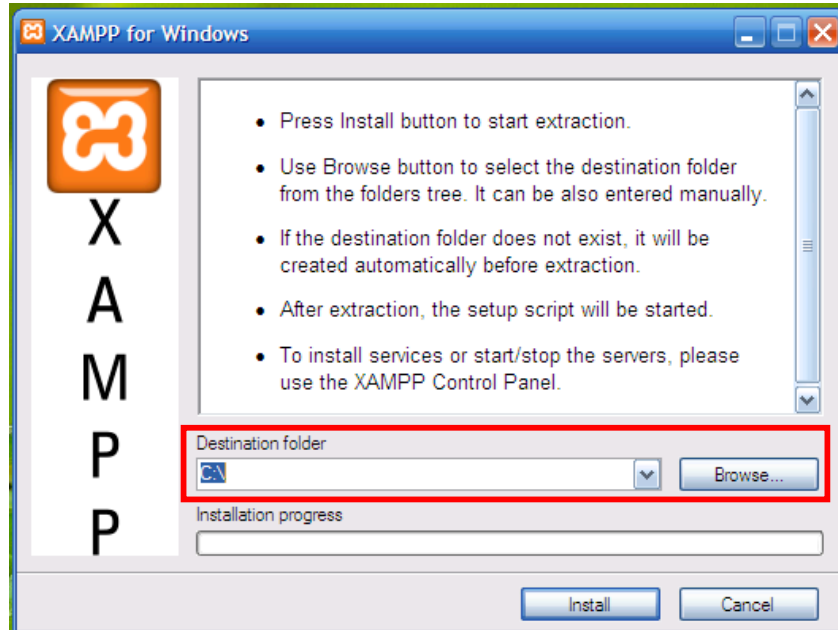 XAMPP for Windows
X
A
M
P
P
• Press Install button to start extraction.
• Use Browse button to select the destination folder
from the folders tree. It can be also entered manually.
• If the destination folder does not exist, it will be
created automatically before extraction.
• After extraction, the setup script will be started.
• To install services or start/stop the servers, please
use the XAMPP Control Panel.
Destination folder
C:\
Browse...
Installation progress
Install
Cancel